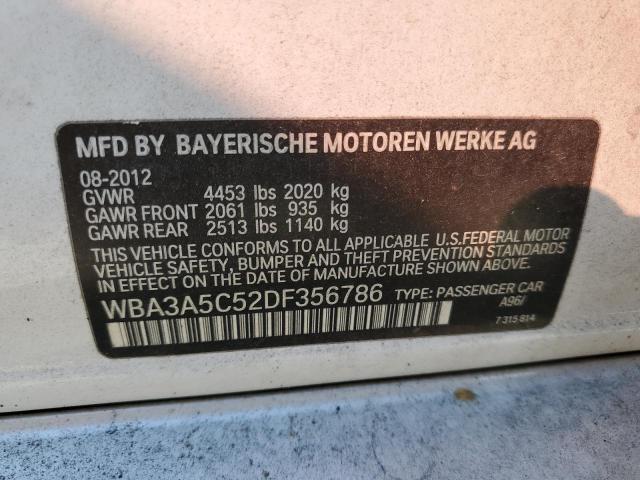 MFD BY BAYERISCHE MOTOREN WERKE AG
08-2012
GVWR 4453 lbs 2020 kg
GAWR FRONT 2061 lbs 935 kg
GAWR REAR 2513 lbs 1140 kg
THIS VEHICLE CONFORMS TO ALL APPLICABLE U.S.FEDERAL MOTOR
VEHICLE SAFETY, BUMPER AND THEFT PREVENTION STANDARDS
IN EFFECT ON THE DATE OF MANUFACTURE SHOWN ABOVE.
WBA3A5C52DF356786 TYPE: PASSENGER CAR
A96/
7 315 814